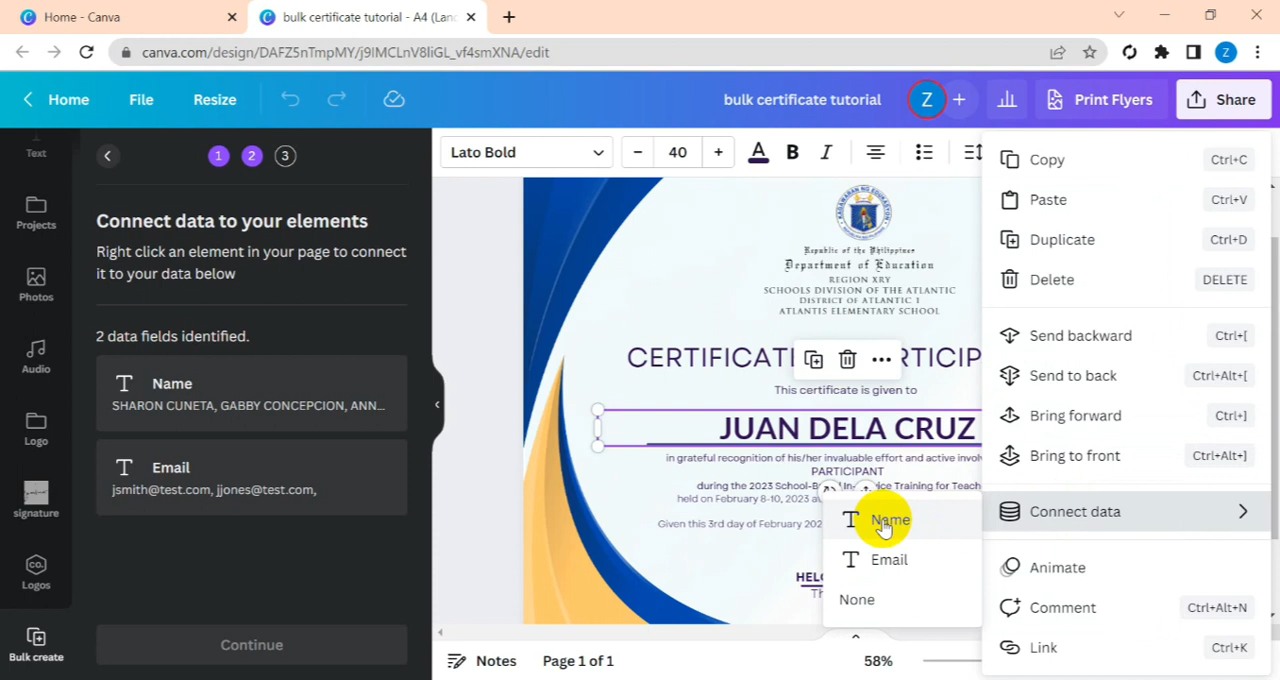 Home - Canva
bulk certificate tutorial - A4 (Lanc
canva.com/design/DAFZ5nTmpMY/j9IMCLnV8liGL_vf4smXNA/edit
Z
Home
File
Resize
bulk certificate tutorial
Z
Print Flyers
Share
Text
Projects
Photos
Audio
Logo
signature
co.
Logos
Bulk create
1 2 3
Connect data to your elements
Right click an element in your page to connect
it to your data below
2 data fields identified.
Name
SHARON CUNETA, GABBY CONCEPCION, ANN...
Email
jsmith@test.com, jjones@test.com,
Continue
Lato Bold
– 40 +
A B I
Republic of the Philippines
Department of Education
REGION XRY
SCHOOLS DIVISION OF THE ATLANTIC
DISTRICT OF ATLANTIC 1
ATLANTIS ELEMENTARY SCHOOL
This certificate is given to
JUAN DELA CRUZ
in grateful recognition of his/her invaluable effort and active
PARTICIPANT
during the 2023
held on February 8-10, 2023
Given this 3rd day of February
Name
Email
None
Copy Ctrl+C
Paste Ctrl+V
Duplicate Ctrl+D
Delete DELETE
Send backward Ctrl+[
Send to back Ctrl+Alt+[
Bring forward Ctrl+]
Bring to front Ctrl+Alt+]
Connect data
Animate
Comment Ctrl+Alt+N
Link Ctrl+K
Notes
Page 1 of 1
58%